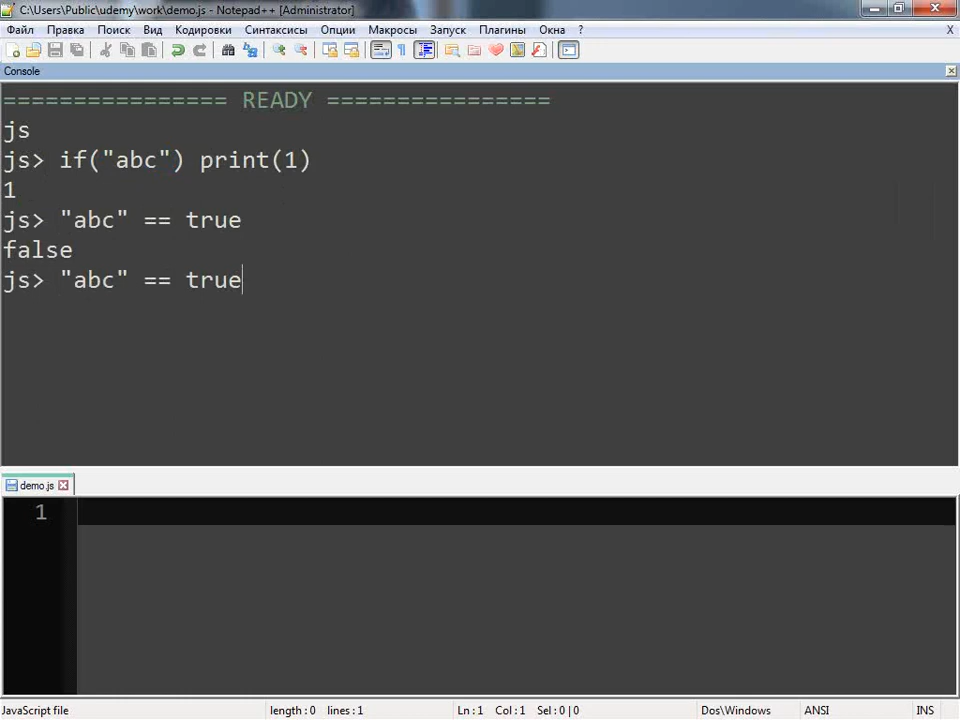 C:\Users\Public\udemy\work\demo.js - Notepad++ [Administrator]
Файл Правка Поиск Вид Кодировки Синтаксисы Опции Макросы Запуск Плагины Окна ? X
Console
================ READY ================
js
js> if("abc") print(1)
1
js> "abc" == true
false
js> "abc" == true
demo.js
1
JavaScript file length : 0 lines : 1 Ln : 1 Col : 1 Sel : 0 | 0 Dos\Windows ANSI INS